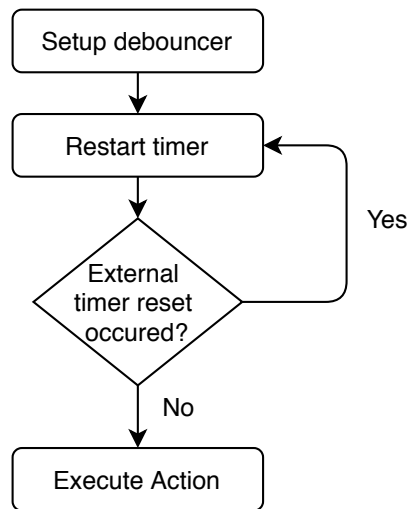 Setup debouncer
Restart timer
Yes
External
timer reset
occured?
No
Execute Action